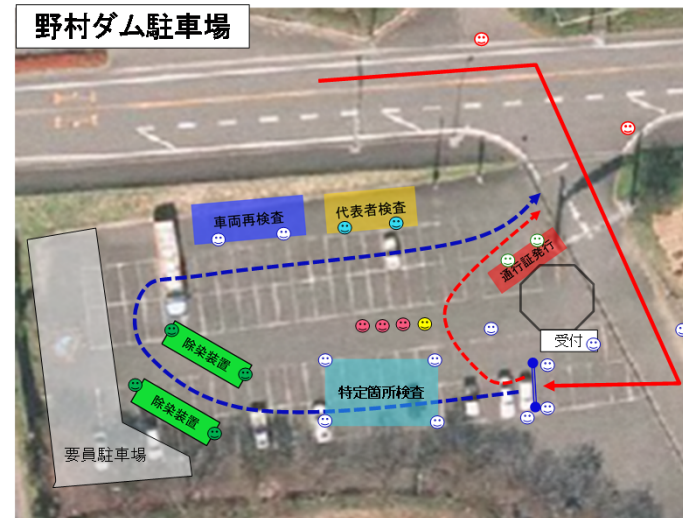 野村ダム駐車場
車両再検査
代表者検査
通行証発行
受付
除染装置
特定箇所検査
除染装置
要員駐車場